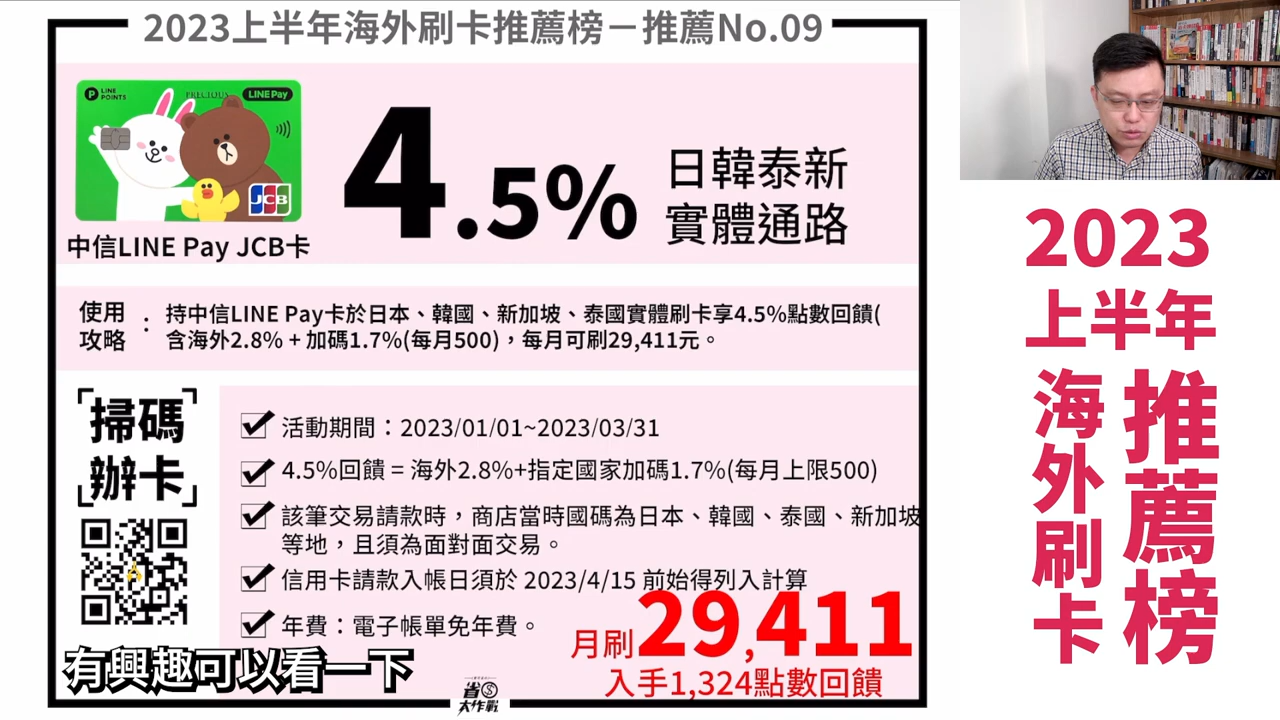 2023上半年海外刷卡推薦榜－推薦No.09
LINE POINTS
PRECIOUS
LINE Pay
JCB
中信LINE Pay JCB卡
4.5%
日韓泰新
實體通路
使用攻略：
持中信LINE Pay卡於日本、韓國、新加坡、泰國實體刷卡享4.5%點數回饋(
含海外2.8% + 加碼1.7%(每月500)，每月可刷29,411元。
掃碼
辦卡
活動期間：2023/01/01~2023/03/31
4.5%回饋 = 海外2.8%+指定國家加碼1.7%(每月上限500)
該筆交易請款時，商店當時國碼為日本、韓國、泰國、新加坡
等地，且須為面對面交易。
信用卡請款入帳日須於 2023/4/15 前始得列入計算
年費：電子帳單免年費。
月刷29,411
入手1,324點數回饋
有興趣可以看一下
省大作戰
2023
上半年
海外刷卡
推薦榜